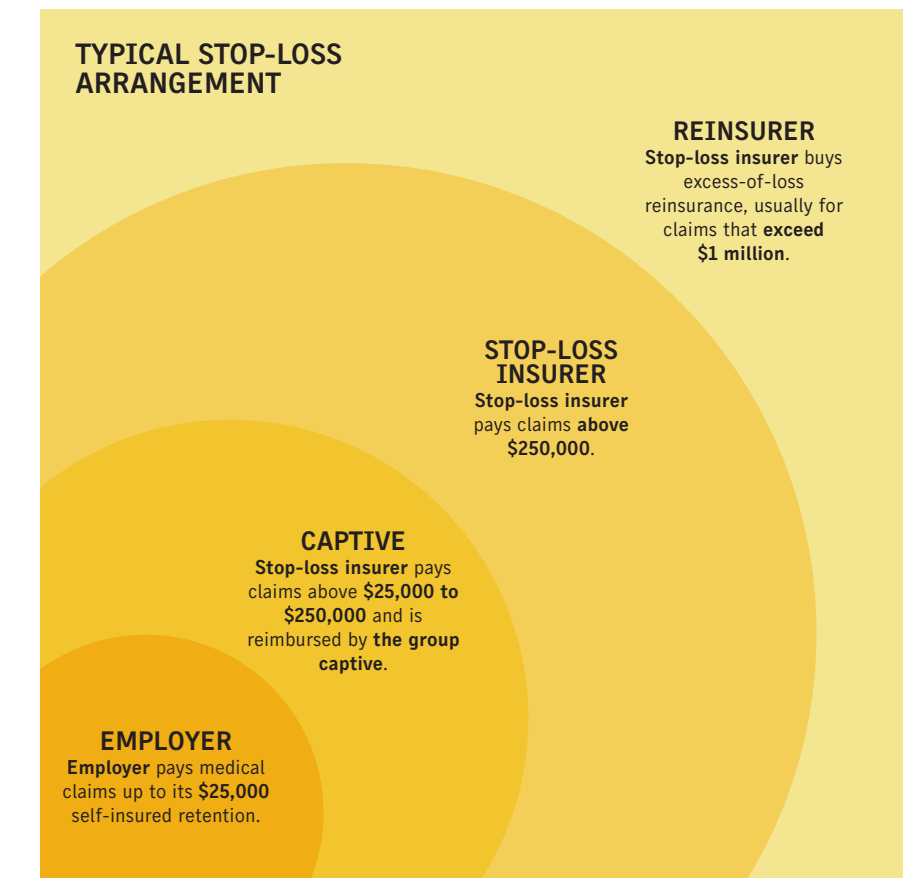 TYPICAL STOP-LOSS
ARRANGEMENT
REINSURER
Stop-loss insurer buys
excess-of-loss
reinsurance, usually for
claims that exceed
$1 million.
STOP-LOSS
INSURER
Stop-loss insurer
pays claims above
$250,000.
CAPTIVE
Stop-loss insurer pays
claims above $25,000 to
$250,000 and is
reimbursed by the group
captive.
EMPLOYER
Employer pays medical
claims up to its $25,000
self-insured retention.